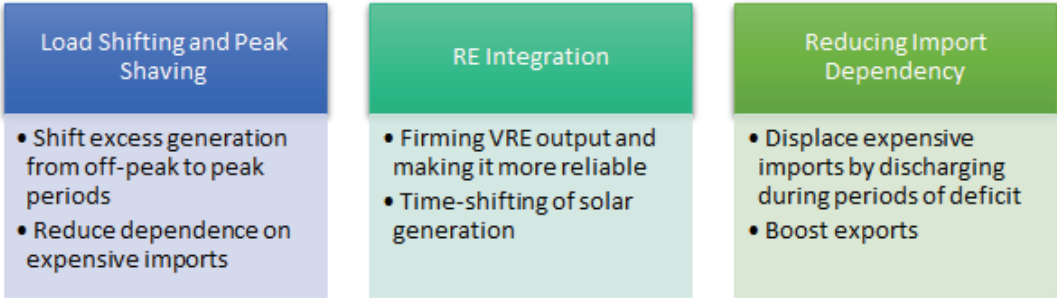 Load Shifting and Peak
Shaving
• Shift excess generation
from off-peak to peak
periods
• Reduce dependence on
expensive imports
RE Integration
• Firming VRE output and
making it more reliable
• Time-shifting of solar
generation
Reducing Import
Dependency
• Displace expensive
imports by discharging
during periods of deficit
• Boost exports